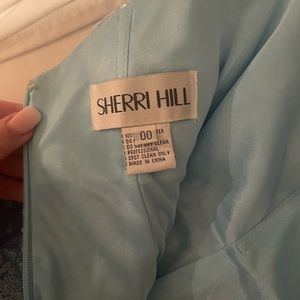 SHERRI HILL
00
PROFESSIONAL
SPOT CLEAN ONLY
MADE IN CHINA